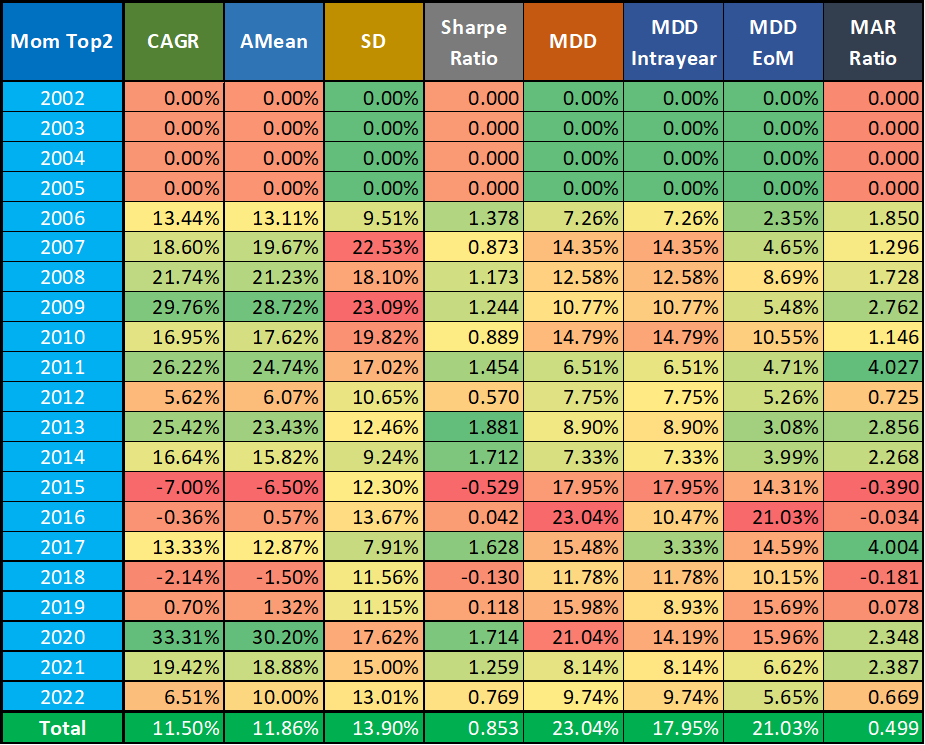 Mom Top2 CAGR AMean SD Sharpe Ratio MDD MDD Intrayear MDD EoM MAR Ratio
2002 0.00% 0.00% 0.00% 0.000 0.00% 0.00% 0.00% 0.000
2003 0.00% 0.00% 0.00% 0.000 0.00% 0.00% 0.00% 0.000
2004 0.00% 0.00% 0.00% 0.000 0.00% 0.00% 0.00% 0.000
2005 0.00% 0.00% 0.00% 0.000 0.00% 0.00% 0.00% 0.000
2006 13.44% 13.11% 9.51% 1.378 7.26% 7.26% 2.35% 1.850
2007 18.60% 19.67% 22.53% 0.873 14.35% 14.35% 4.65% 1.296
2008 21.74% 21.23% 18.10% 1.173 12.58% 12.58% 8.69% 1.728
2009 29.76% 28.72% 23.09% 1.244 10.77% 10.77% 5.48% 2.762
2010 16.95% 17.62% 19.82% 0.889 14.79% 14.79% 10.55% 1.146
2011 26.22% 24.74% 17.02% 1.454 6.51% 6.51% 4.71% 4.027
2012 5.62% 6.07% 10.65% 0.570 7.75% 7.75% 5.26% 0.725
2013 25.42% 23.43% 12.46% 1.881 8.90% 8.90% 3.08% 2.856
2014 16.64% 15.82% 9.24% 1.712 7.33% 7.33% 3.99% 2.268
2015 -7.00% -6.50% 12.30% -0.529 17.95% 17.95% 14.31% -0.390
2016 -0.36% 0.57% 13.67% 0.042 23.04% 10.47% 21.03% -0.034
2017 13.33% 12.87% 7.91% 1.628 15.48% 3.33% 14.59% 4.004
2018 -2.14% -1.50% 11.56% -0.130 11.78% 11.78% 10.15% -0.181
2019 0.70% 1.32% 11.15% 0.118 15.98% 8.93% 15.69% 0.078
2020 33.31% 30.20% 17.62% 1.714 21.04% 14.19% 15.96% 2.348
2021 19.42% 18.88% 15.00% 1.259 8.14% 8.14% 6.62% 2.387
2022 6.51% 10.00% 13.01% 0.769 9.74% 9.74% 5.65% 0.669
Total 11.50% 11.86% 13.90% 0.853 23.04% 17.95% 21.03% 0.499